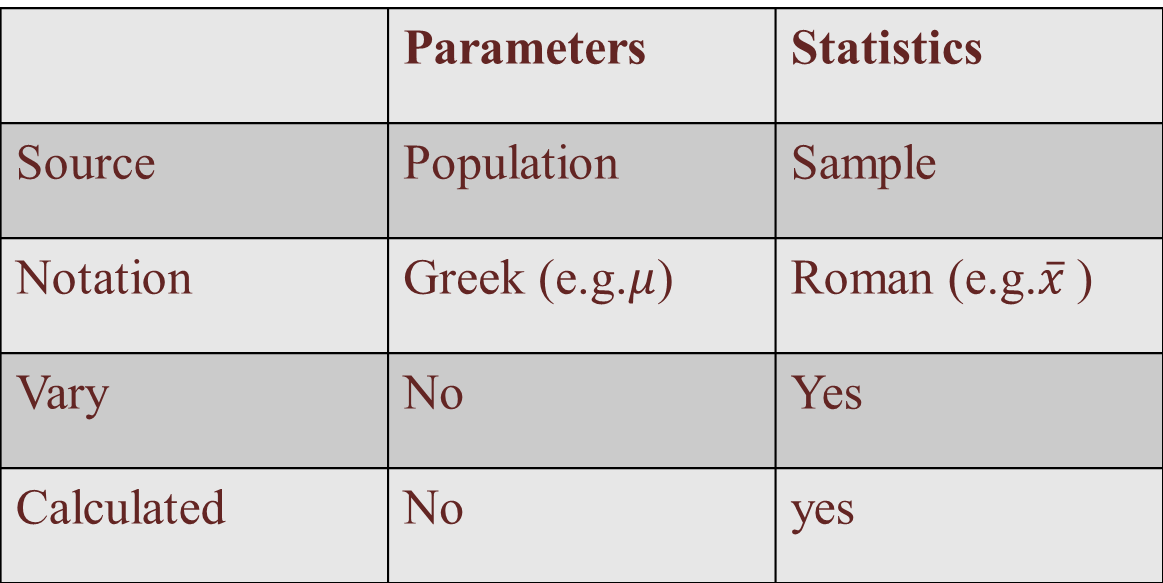 Parameters Statistics
Source Population Sample
Notation Greek (e.g.μ) Roman (e.g.x̄ )
Vary No Yes
Calculated No yes